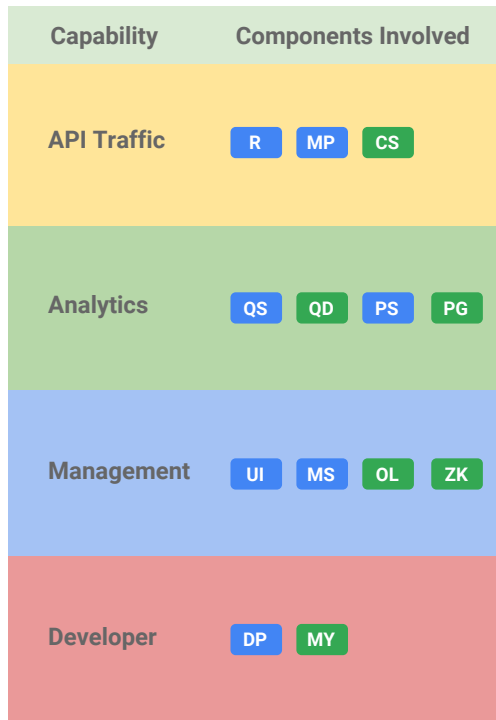 Capability Components Involved
API Traffic R MP CS
Analytics QS QD PS PG
Management UI MS OL ZK
Developer DP MY